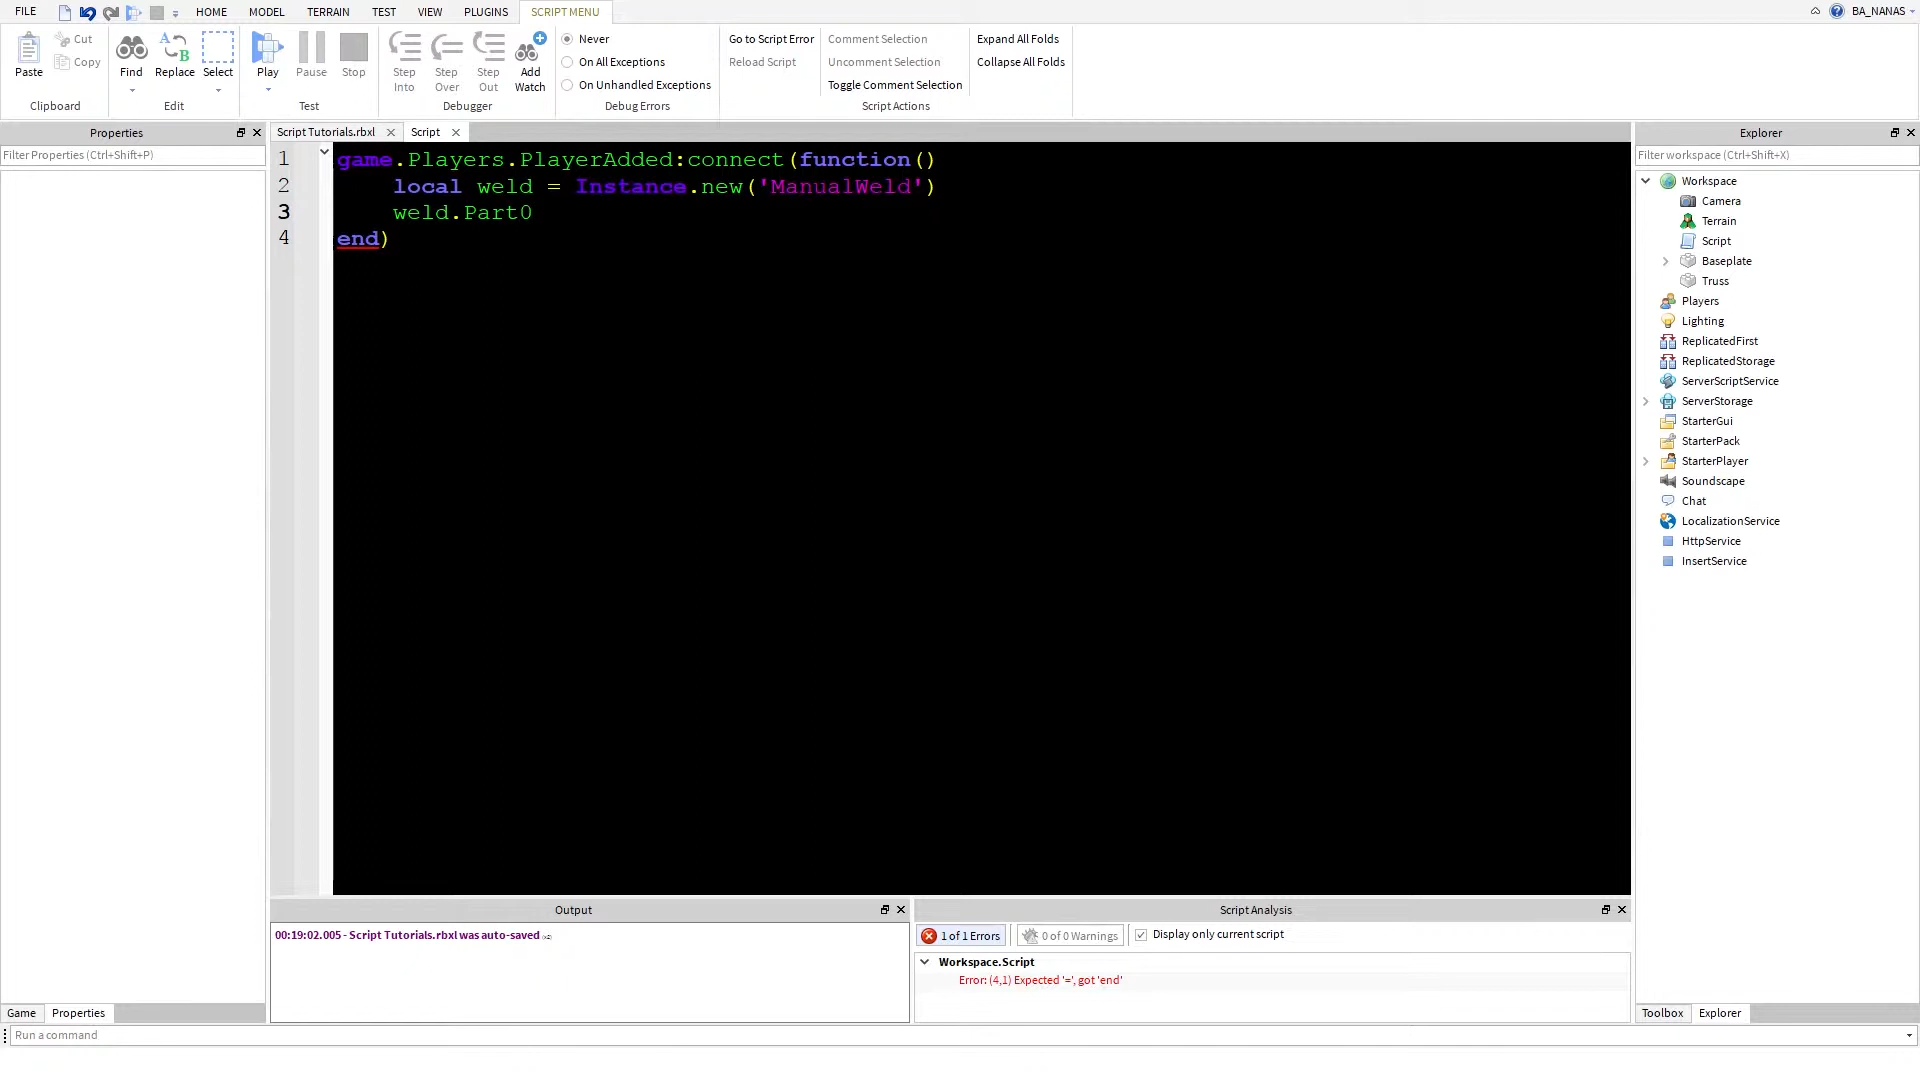 FILE HOME MODEL TERRAIN TEST VIEW PLUGINS SCRIPT MENU BA_NANAS
Paste Cut Copy
Clipboard
Find Replace Select
Edit
Play Pause Stop
Test
Step Into Step Over Step Out Add Watch
Debugger
Never
On All Exceptions
On Unhandled Exceptions
Debug Errors
Go to Script Error
Reload Script
Comment Selection
Uncomment Selection
Toggle Comment Selection
Script Actions
Expand All Folds
Collapse All Folds
Properties
Filter Properties (Ctrl+Shift+P)
Game Properties
Script Tutorials.rbxl Script
1 game.Players.PlayerAdded:connect(function()
2 local weld = Instance.new('ManualWeld')
3 weld.Part0
4 end)
Output
00:19:02.005 - Script Tutorials.rbxl was auto-saved (x2)
Script Analysis
1 of 1 Errors 0 of 0 Warnings Display only current script
Workspace.Script
Error: (4,1) Expected '=', got 'end'
Explorer
Filter workspace (Ctrl+Shift+X)
Workspace
Camera
Terrain
Script
Baseplate
Truss
Players
Lighting
ReplicatedFirst
ReplicatedStorage
ServerScriptService
ServerStorage
StarterGui
StarterPack
StarterPlayer
Soundscape
Chat
LocalizationService
HttpService
InsertService
Toolbox Explorer
Run a command